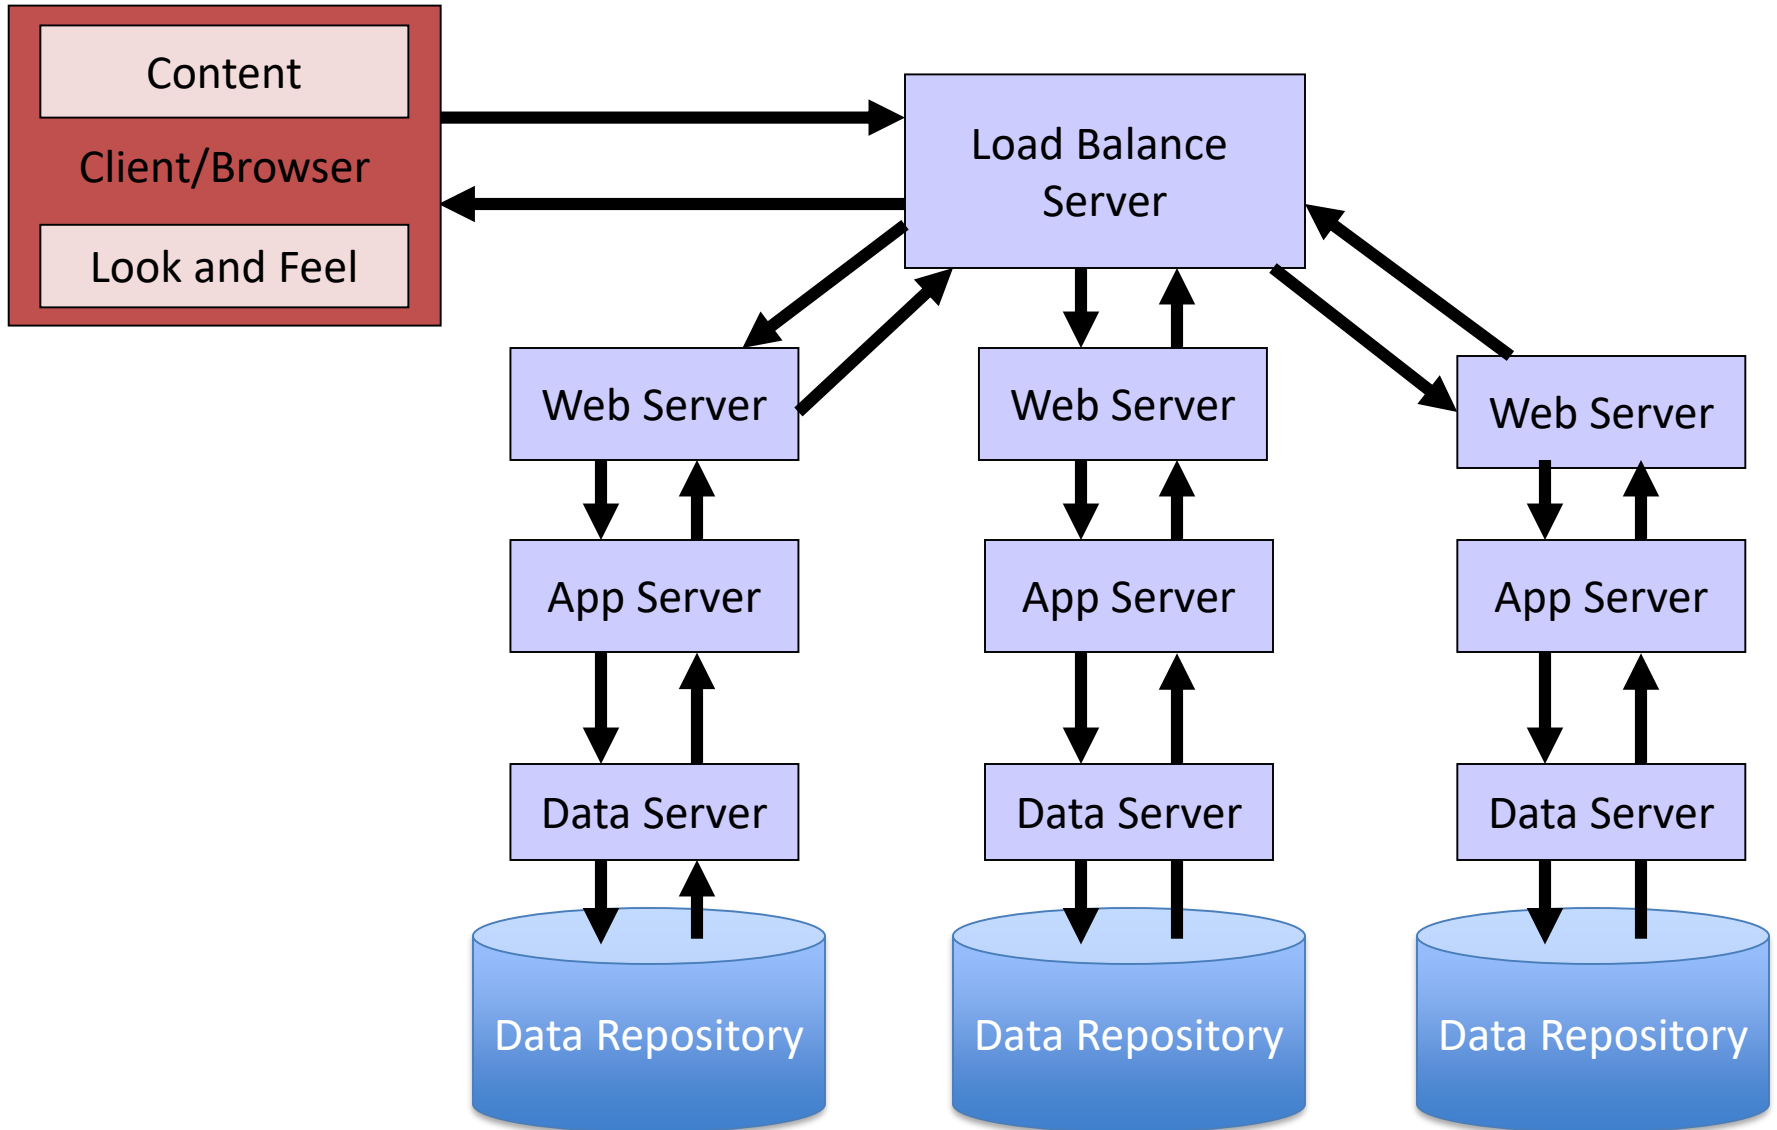 Content
Client/Browser
Look and Feel
Load Balance
Server
Web Server
Web Server
Web Server
App Server
App Server
App Server
Data Server
Data Server
Data Server
Data Repository
Data Repository
Data Repository